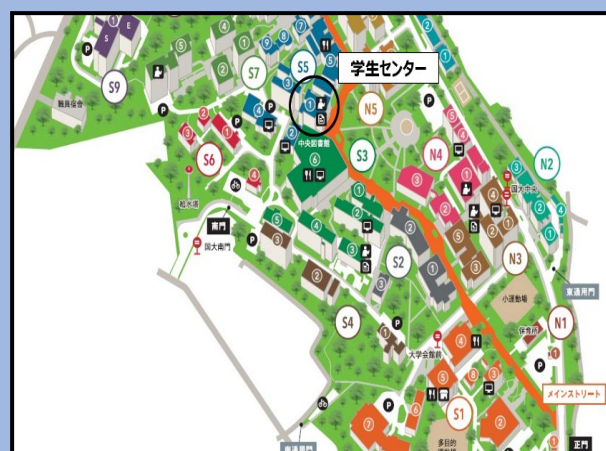 学生センター
S9
S7
S5
N5
職員宿舎
中央図書館
S3
N4
N2
S6
国大中央
給水塔
南門
国大南門
S2
N3
東通用門
小運動場
S4
N1
保育所
大学会館前
メインストリート
S1
多目的
正門